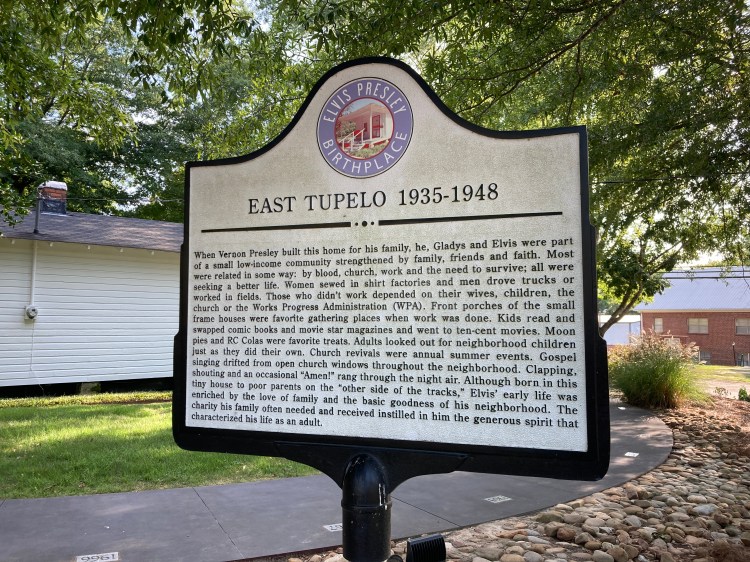 ELVIS PRESLEY
BIRTHPLACE
EAST TUPELO 1935-1948
When Vernon Presley built this home for his family, he, Gladys and Elvis were part
of a small low-income community strengthened by family, friends and faith. Most
were related in some way: by blood, church, work and the need to survive; all were
seeking a better life. Women sewed in shirt factories and men drove trucks or
worked in fields. Those who didn't work depended on their wives, children, the
church or the Works Progress Administration (WPA). Front porches of the small
frame houses were favorite gathering places when work was done. Kids read and
swapped comic books and movie star magazines and went to ten-cent movies. Moon
pies and RC Colas were favorite treats. Adults looked out for neighborhood children
just as they did their own. Church revivals were annual summer events. Gospel
singing drifted from open church windows throughout the neighborhood. Clapping,
shouting and an occasional "Amen!" rang through the night air. Although born in this
tiny house to poor parents on the "other side of the tracks," Elvis' early life was
enriched by the love of family and the basic goodness of his neighborhood. The
charity his family often needed and received instilled in him the generous spirit that
characterized his life as an adult.